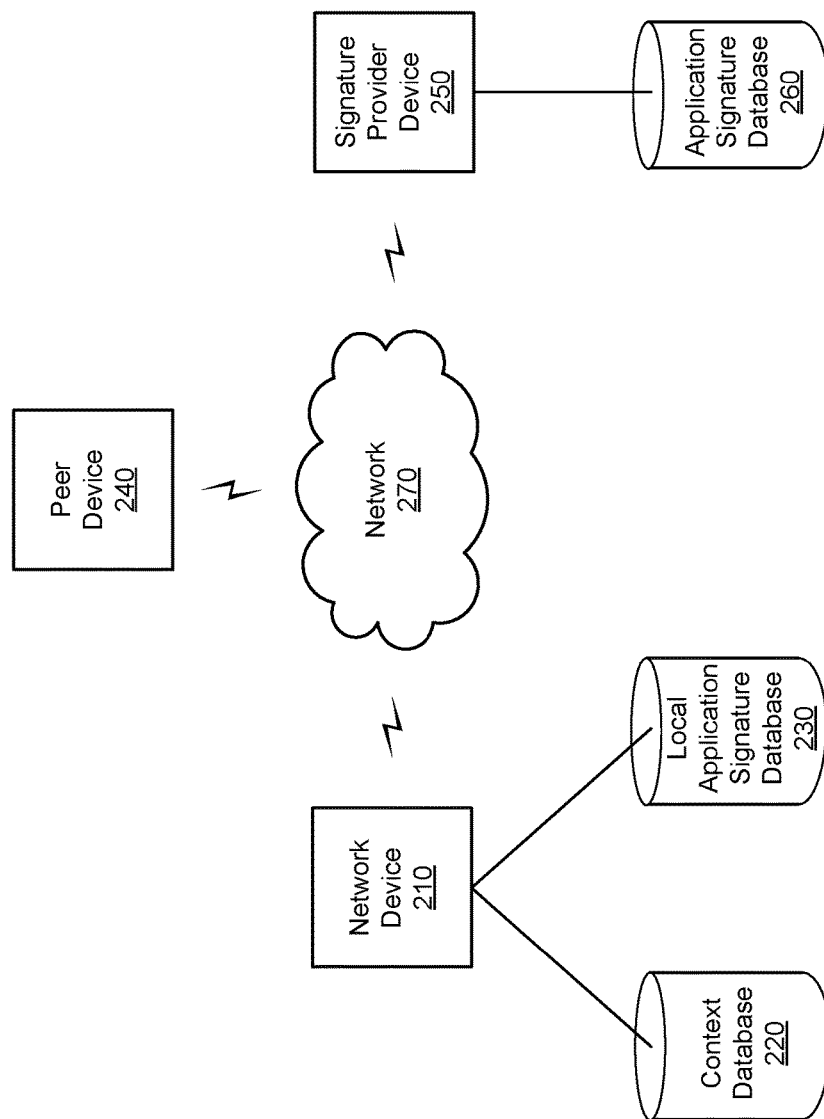 Peer
Device
240
Network
Device
210
Network
270
Signature
Provider
Device
250
Context
Database
220
Local
Application
Signature
Database
230
Application
Signature
Database
260